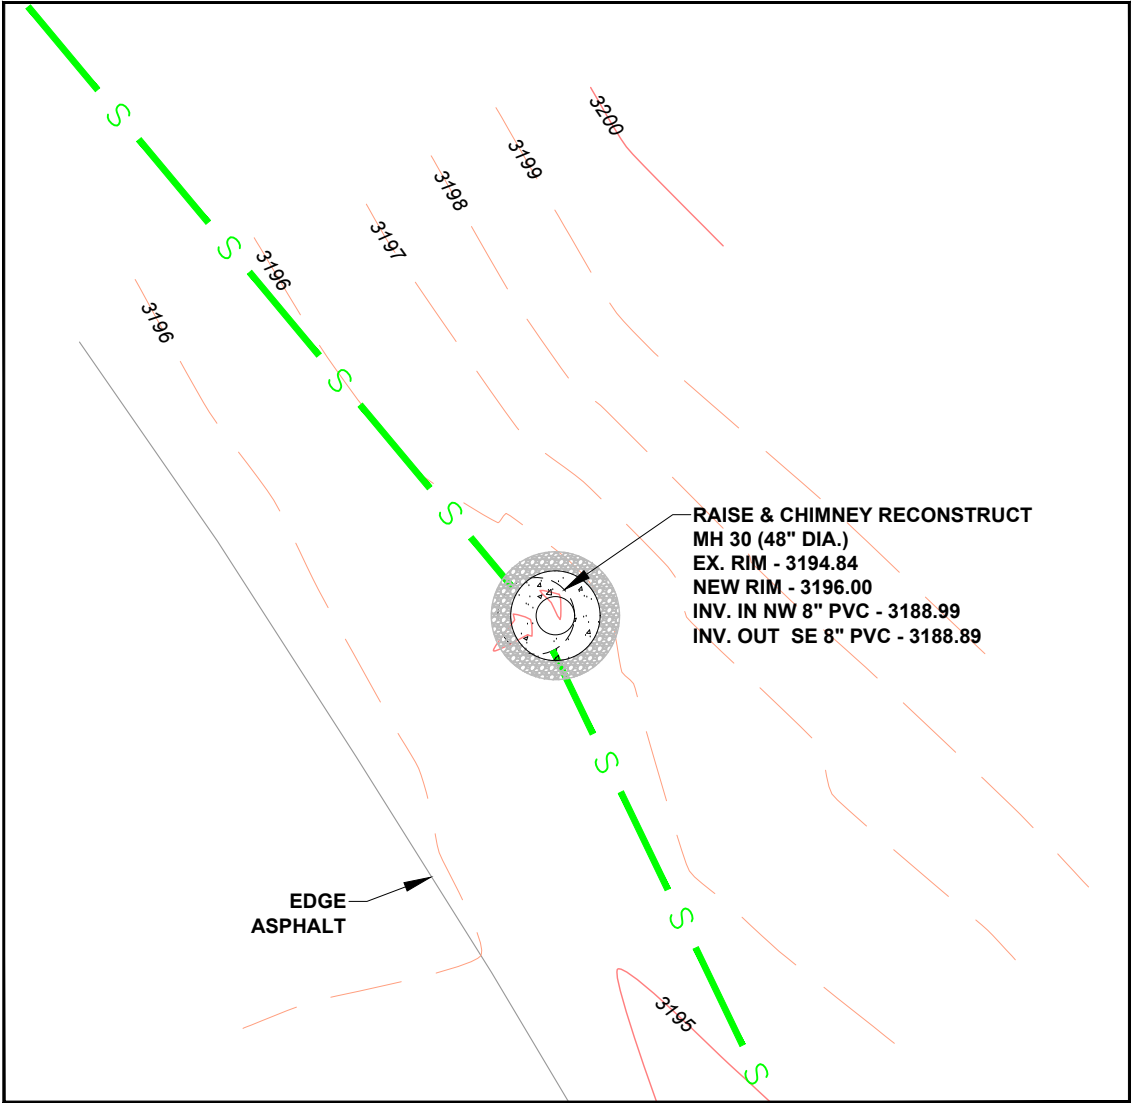 S
3200
3199
3198
3197
S
3196
3196
S
S
RAISE & CHIMNEY RECONSTRUCT
MH 30 (48" DIA.)
EX. RIM - 3194.84
NEW RIM - 3196.00
INV. IN NW 8" PVC - 3188.99
INV. OUT SE 8" PVC - 3188.89
S
EDGE
ASPHALT
S
3195
S